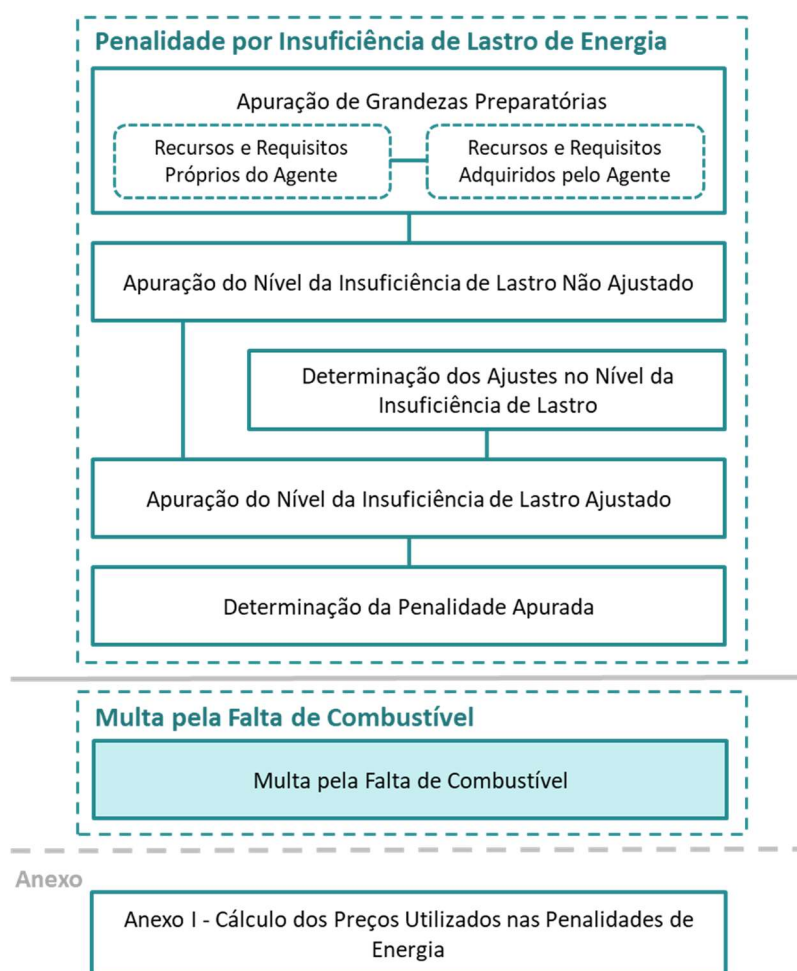 Penalidade por Insuficiência de Lastro de Energia
Apuração de Grandezas Preparatórias
Recursos e Requisitos
Próprios do Agente
Recursos e Requisitos
Adquiridos pelo Agente
Apuração do Nível da Insuficiência de Lastro Não Ajustado
Determinação dos Ajustes no Nível da
Insuficiência de Lastro
Apuração do Nível da Insuficiência de Lastro Ajustado
Determinação da Penalidade Apurada
Multa pela Falta de Combustível
Multa pela Falta de Combustível
Anexo
Anexo I - Cálculo dos Preços Utilizados nas Penalidades de
Energia